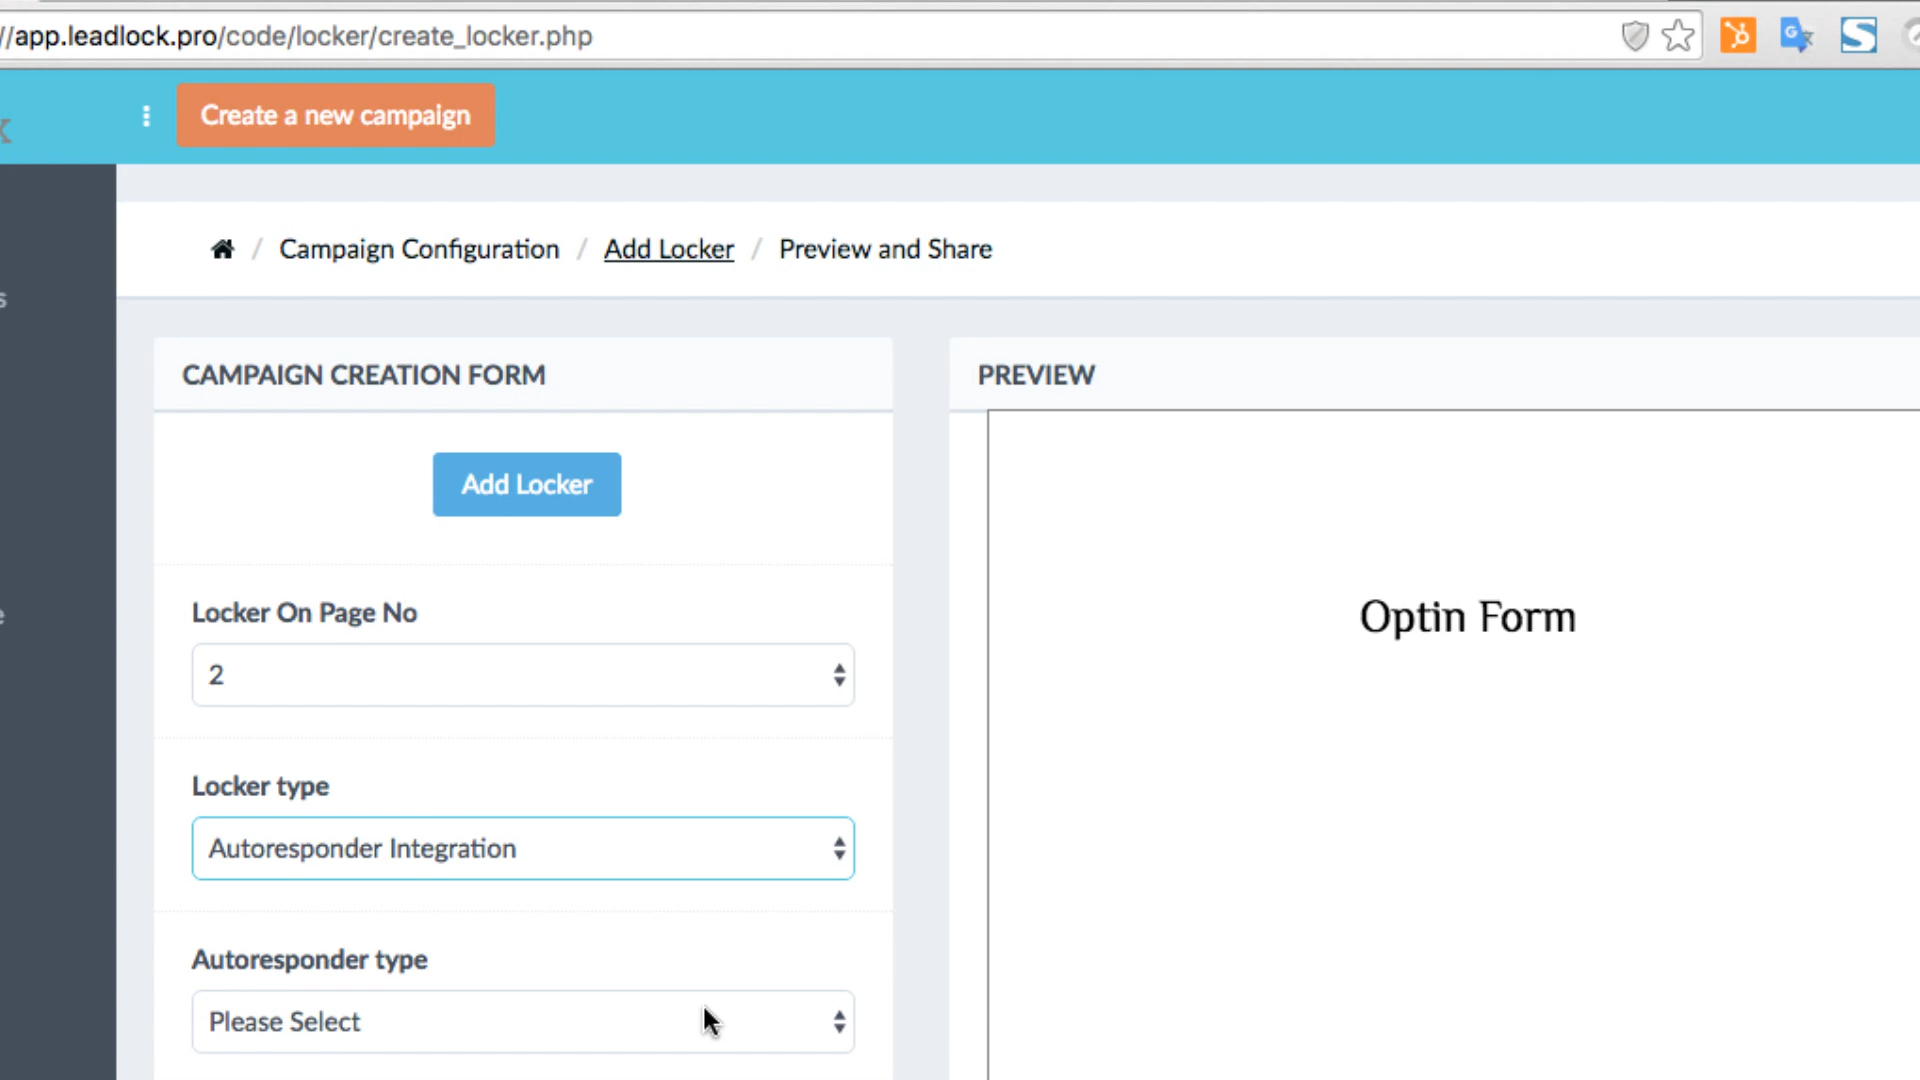 //app.leadlock.pro/code/locker/create_locker.php
Create a new campaign
/ Campaign Configuration / Add Locker / Preview and Share
CAMPAIGN CREATION FORM
PREVIEW
Add Locker
Optin Form
Locker On Page No
2
Locker type
Autoresponder Integration
Autoresponder type
Please Select